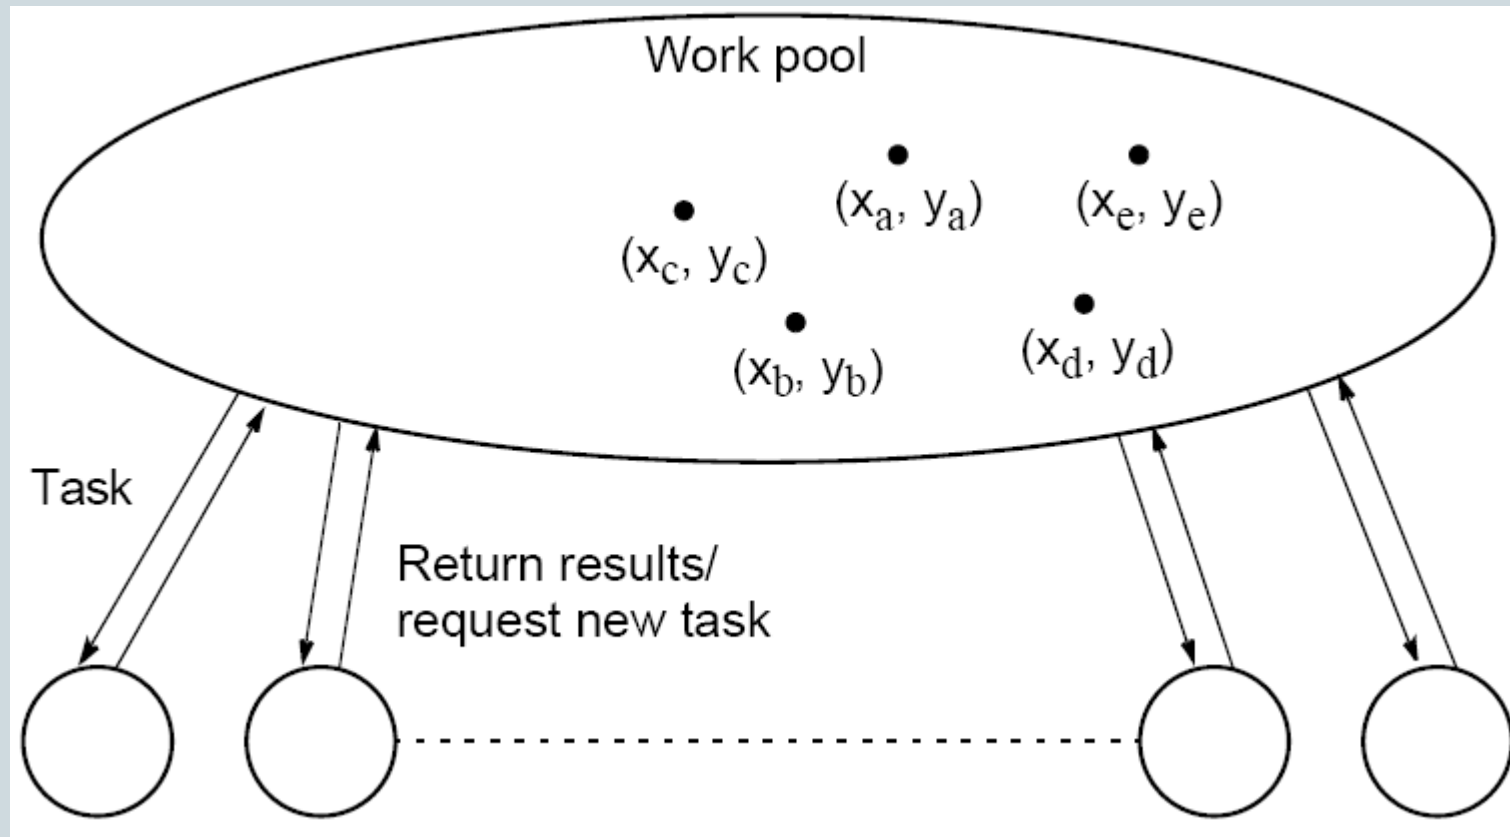 Work pool
(xa, ya)
(xe, ye)
(xc, yc)
(xd, yd)
(xb, yb)
Task
Return results/
request new task